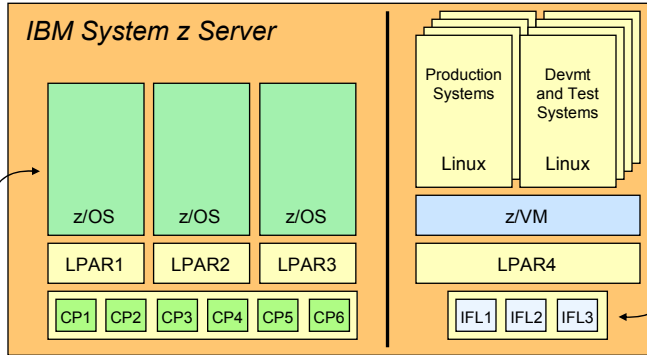 IBM System z Server
z/OS
z/OS
z/OS
LPAR1
LPAR2
LPAR3
CP1
CP2
CP3
CP4
CP5
CP6
Production
Systems
Linux
Devmt
and Test
Systems
Linux
z/VM
LPAR4
IFL1
IFL2
IFL3